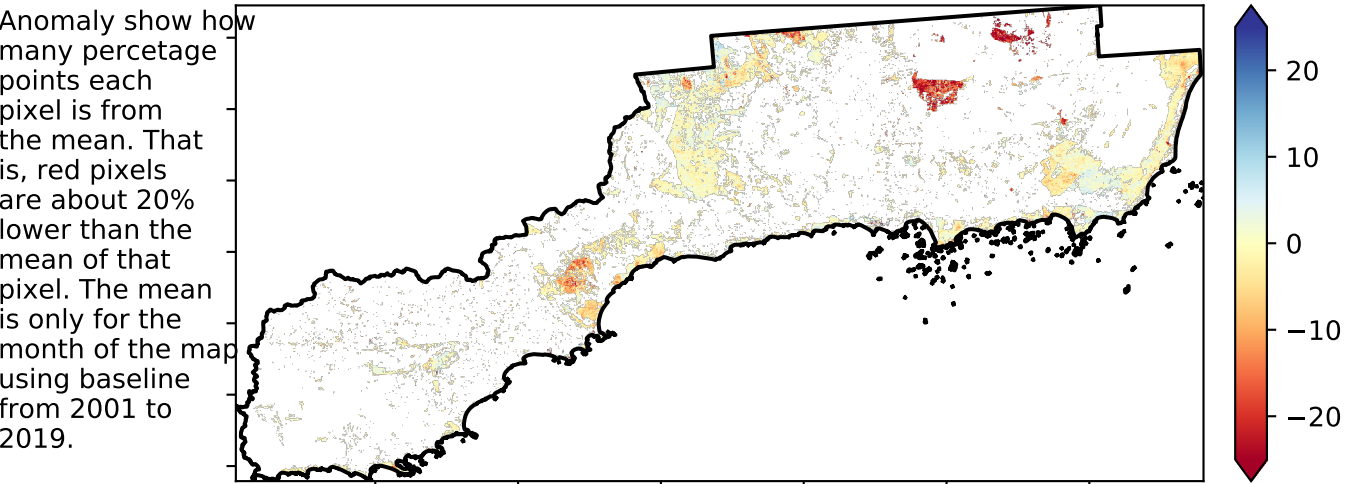 Anomaly show how
many percetage
points each
pixel is from
the mean. That
is, red pixels
are about 20%
lower than the
mean of that
pixel. The mean
is only for the
month of the map
using baseline
from 2001 to
2019.
20
10
0
−10
−20